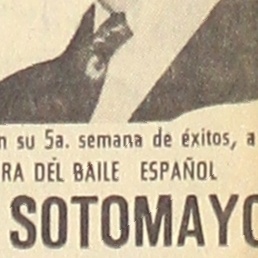 n su 5a. semana de éxitos, a
RA DEL BAILE ESPAÑOL
SOTOMAYO